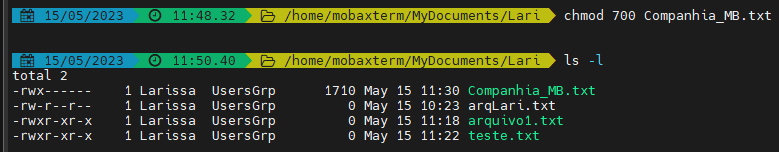 15/05/2023 11:48.32 /home/mobaxterm/MyDocuments/Lari chmod 700 Companhia_MB.txt
15/05/2023 11:50.40 /home/mobaxterm/MyDocuments/Lari ls -l
total 2
-rwx------ 1 Larissa UsersGrp 1710 May 15 11:30 Companhia_MB.txt
-rw-r--r-- 1 Larissa UsersGrp 0 May 15 10:23 arqLari.txt
-rwxr-xr-x 1 Larissa UsersGrp 0 May 15 11:18 arquivo1.txt
-rwxr-xr-x 1 Larissa UsersGrp 0 May 15 11:22 teste.txt